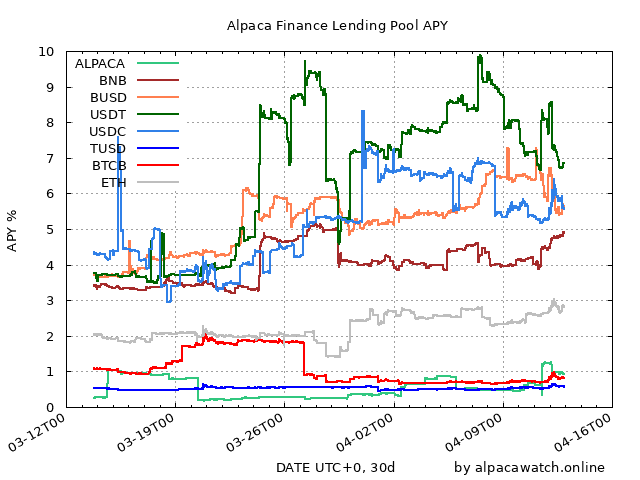 Alpaca Finance Lending Pool APY
APY %
10
9
8
7
6
5
4
3
2
1
0
ALPACA
BNB
BUSD
USDT
USDC
TUSD
BTCB
ETH
03-12T00
03-19T00
03-26T00
04-02T00
04-09T00
04-16T00
DATE UTC+0, 30d
by alpacawatch.online